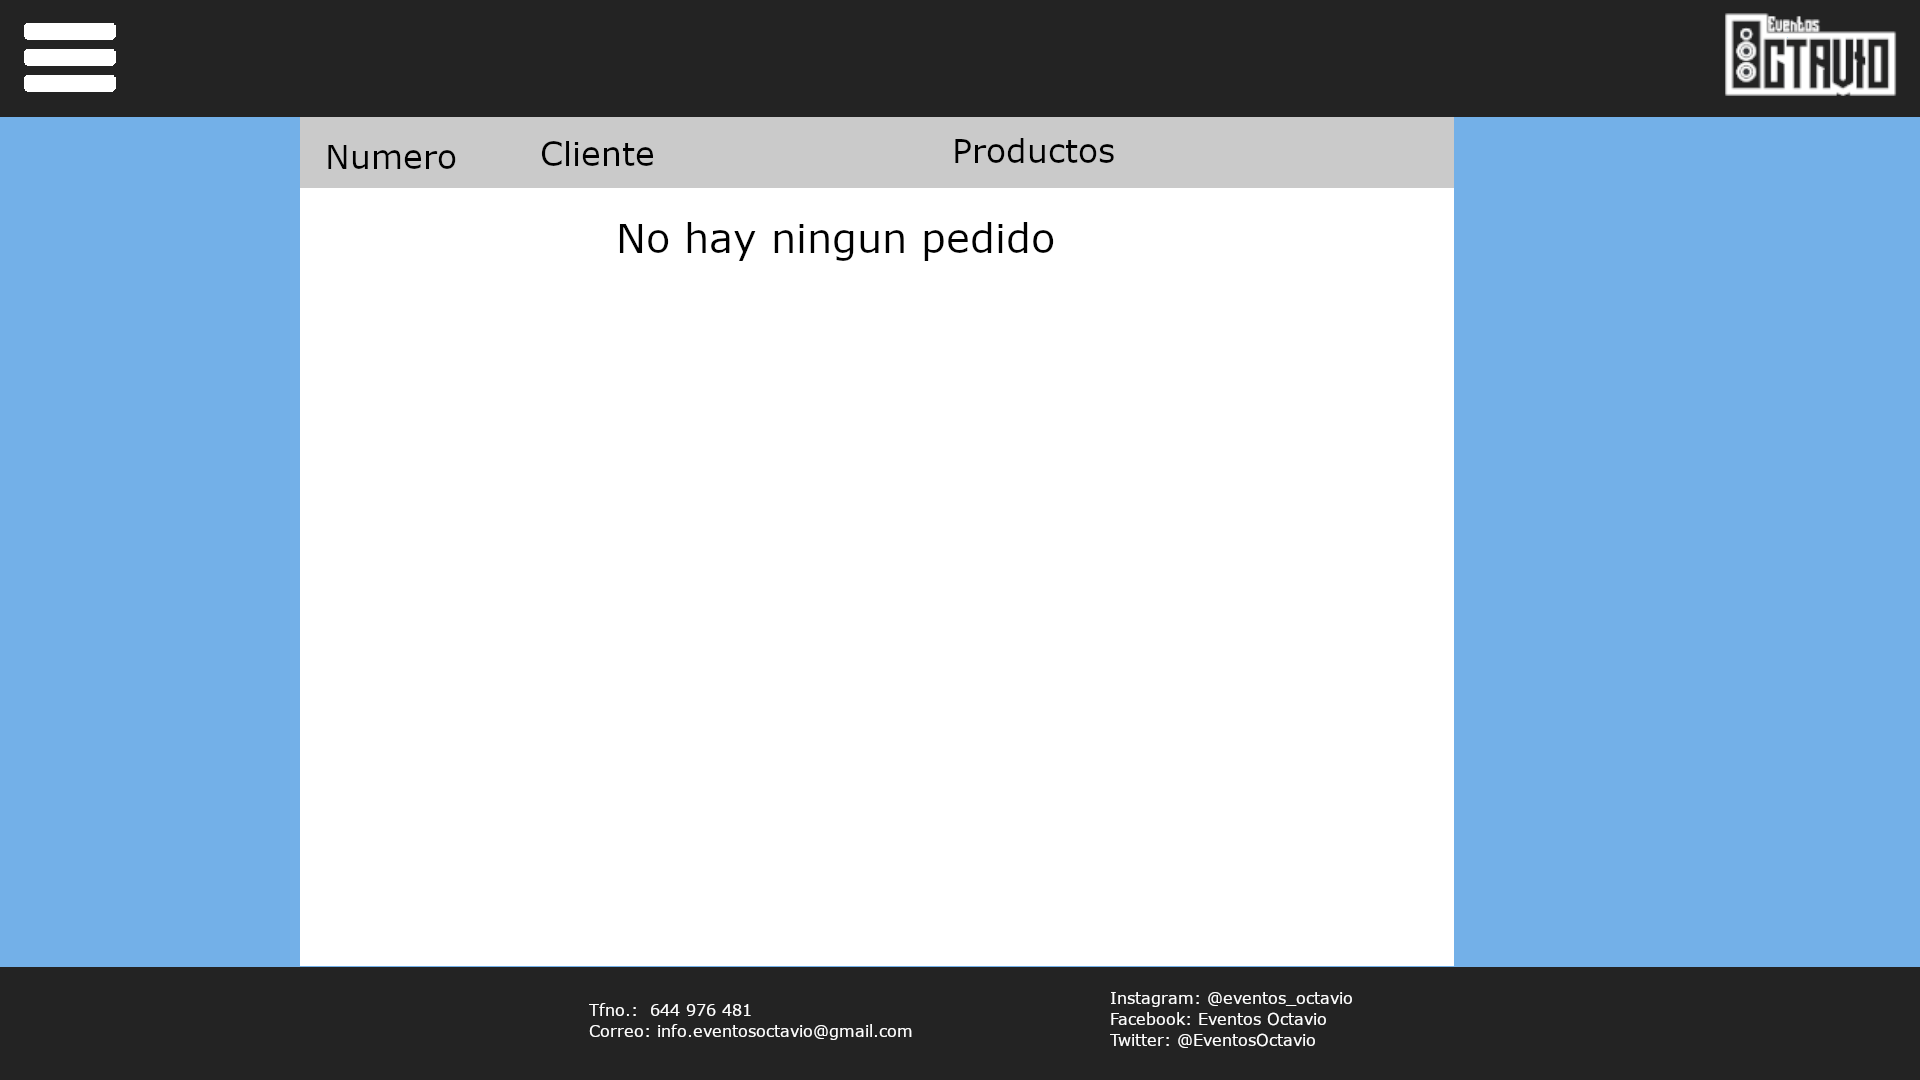 Eventos
OCTAVIO
Numero Cliente Productos
No hay ningun pedido
Tfno.: 644 976 481
Correo: info.eventosoctavio@gmail.com
Instagram: @eventos_octavio
Facebook: Eventos Octavio
Twitter: @EventosOctavio